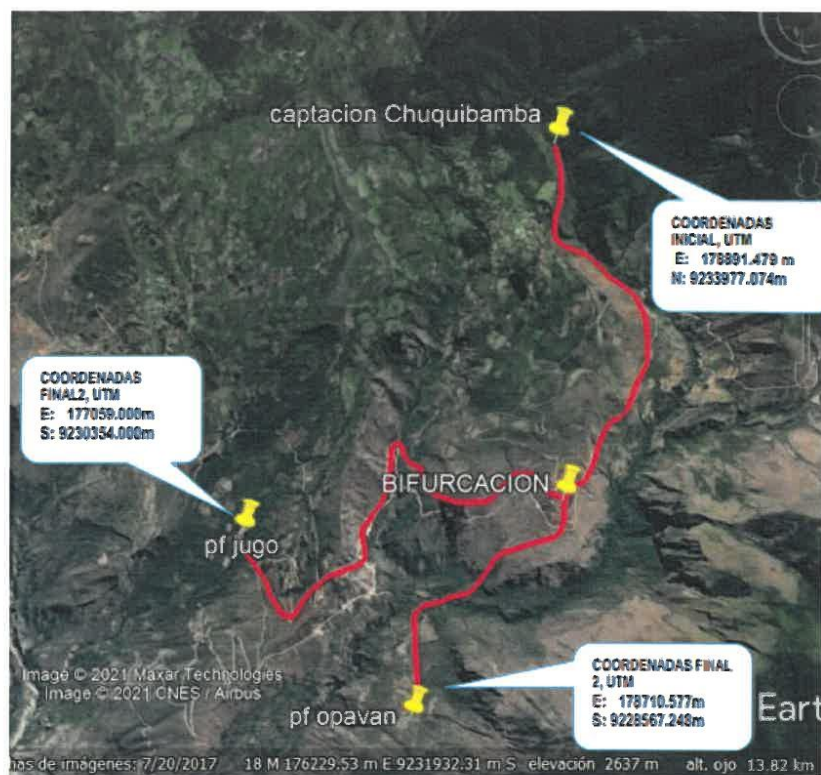 captacion Chuquibamba
COORDENADAS
INICIAL, UTM
E: 178891.479 m
N: 9233977.074m
COORDENADAS
FINAL2, UTM
E: 177059.000m
S: 9230354.000m
BIFURCACION
pf jugo
COORDENADAS FINAL
2, UTM
E: 178710.577m
S: 9228567.248m
pf opavan
Image © 2021 Maxar Technologies
Image © 2021 CNES / Airbus
Eart
has de imágenes: 7/20/2017 18 M 176229.53 m E 9231932.31 m S elevación 2637 m alt. ojo 13.82 km